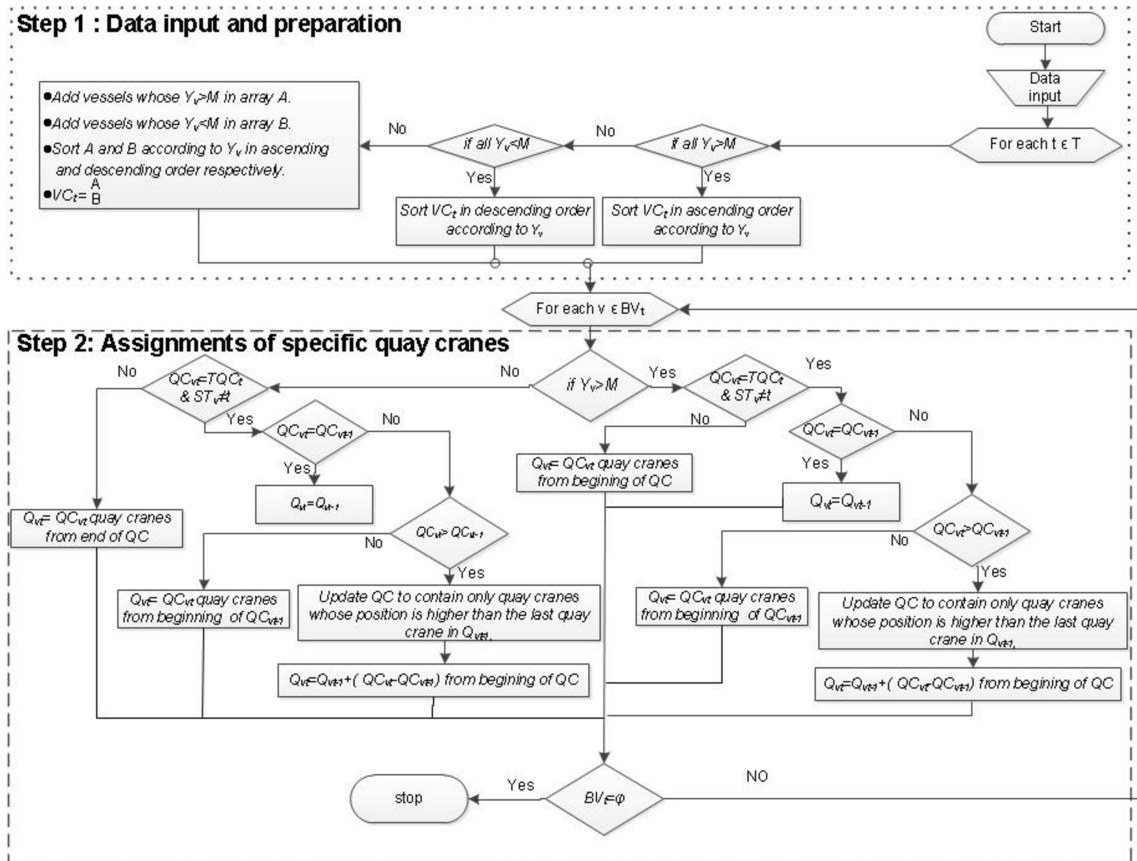 Step 1 : Data input and preparation
Start
Data
input
For each t ϵ T
if all Yv>M
No
Yes
if all Yv<M
No
Yes
●Add vessels whose Yv>M in array A.
●Add vessels whose Yv<M in array B.
●Sort A and B according to Yv in ascending
and descending order respectively.
●VCt= A
B
Sort VCt in descending order
according to Yv
Sort VCt in ascending order
according to Yv
For each v ϵ BVt
Step 2: Assignments of specific quay cranes
if Yv>M
No
Yes
QCvt=TQCt
& STv≠t
No
Yes
QCvt=TQCt
& STv≠t
Yes
No
QCvt=QCvt-1
No
Yes
QCvt=QCvt-1
No
Yes
Qvt= QCvt quay cranes
from begining of QC
Qvt=Qvt-1
Qvt=Qvt-1
Qvt= QCvt quay cranes
from end of QC
QCvt>QCvt-1
No
Yes
QCvt>QCvt-1
No
Yes
Qvt= QCvt quay cranes
from beginning of QCvt-1
Update QC to contain only quay cranes
whose position is higher than the last quay
crane in Qvt-1,
Qvt= QCvt quay cranes
from beginning of QCvt-1
Update QC to contain only quay cranes
whose position is higher than the last quay
crane in Qvt-1,
Qvt=Qvt-1+( QCvt-QCvt-1) from begining of QC
Qvt=Qvt-1+( QCvt-QCvt-1) from begining of QC
stop
Yes
BVt=φ
NO